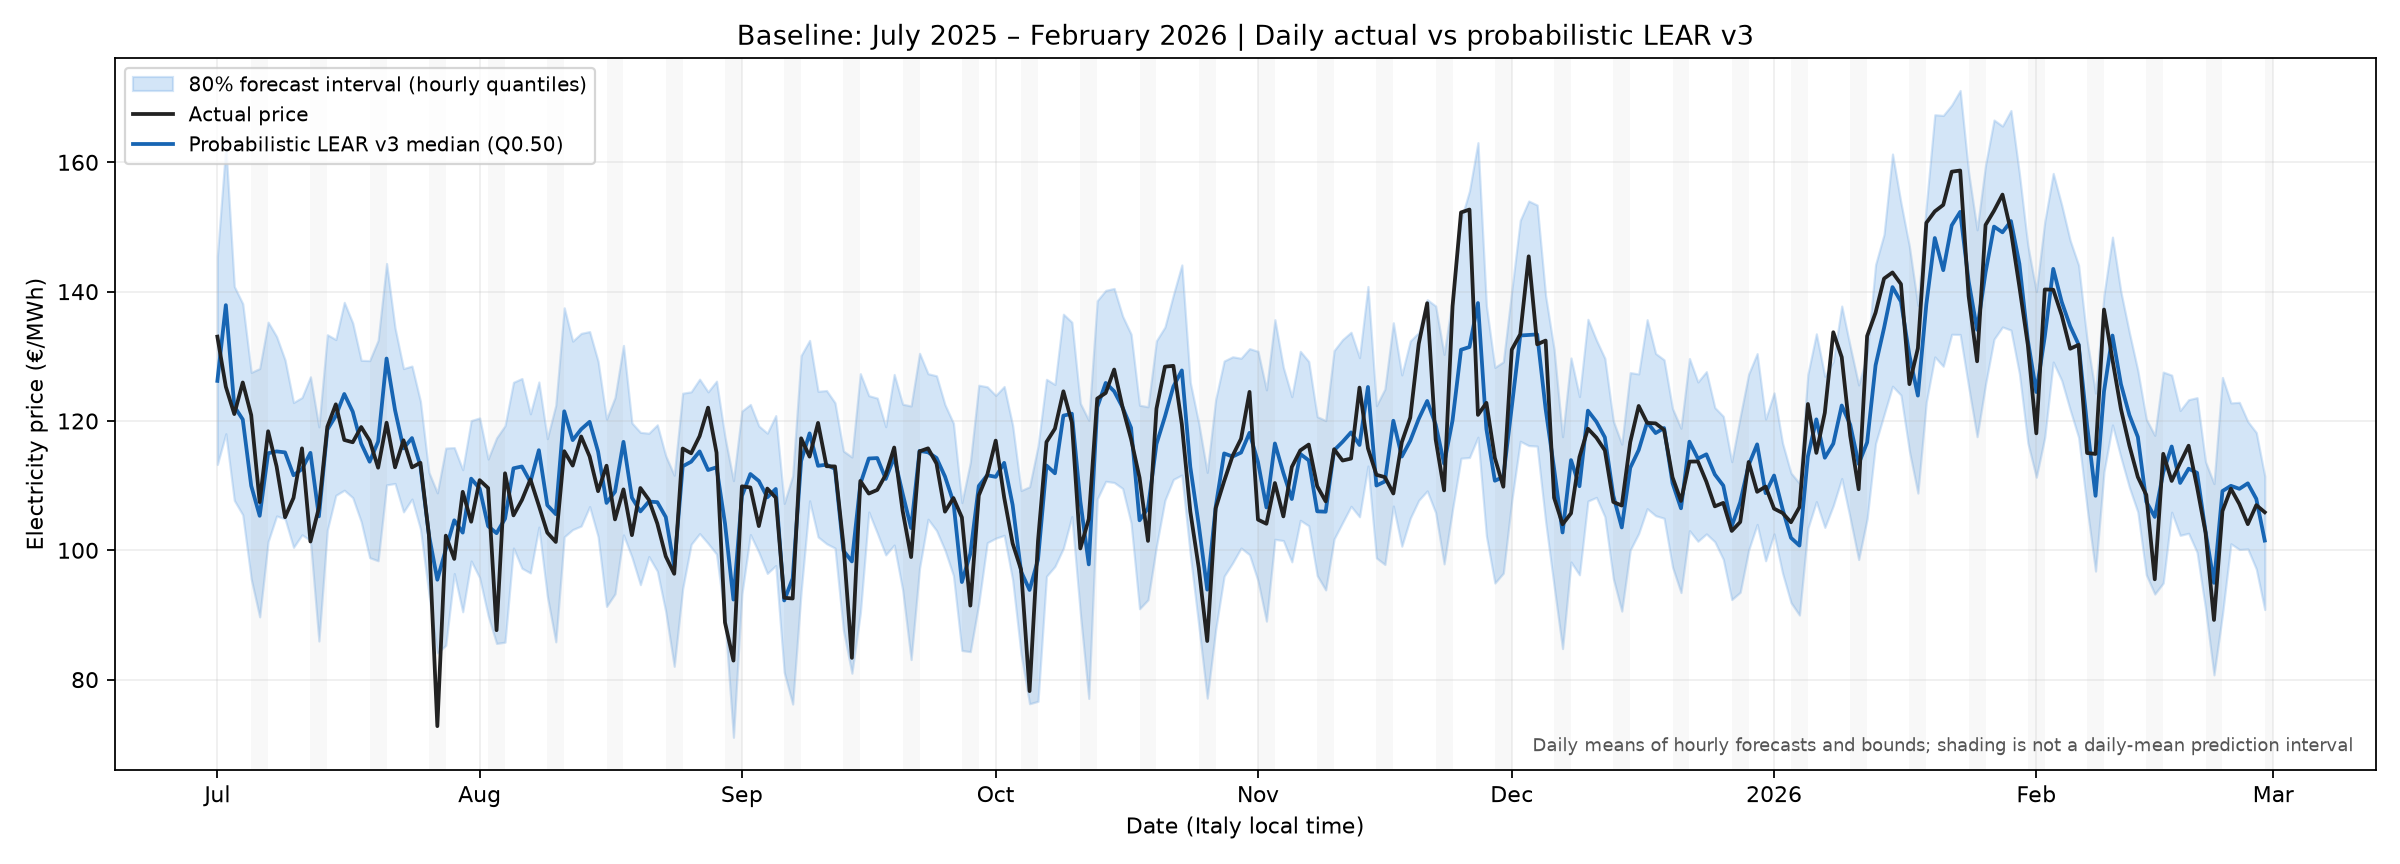 Baseline: July 2025 – February 2026 | Daily actual vs probabilistic LEAR v3
80% forecast interval (hourly quantiles)
Actual price
Probabilistic LEAR v3 median (Q0.50)
Electricity price (€/MWh)
160
140
120
100
80
Daily means of hourly forecasts and bounds; shading is not a daily-mean prediction interval
Jul Aug Sep Oct Nov Dec 2026 Feb Mar
Date (Italy local time)